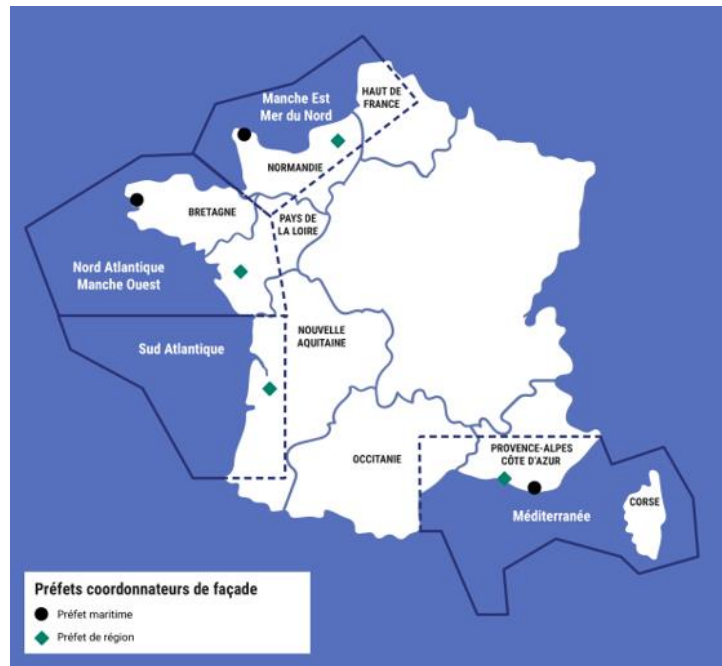 HAUT DE
FRANCE
Manche Est
Mer du Nord
NORMANDIE
BRETAGNE
PAYS DE
LA LOIRE
Nord Atlantique
Manche Ouest
Sud Atlantique
NOUVELLE
AQUITAINE
OCCITANIE
PROVENCE-ALPES
CÔTE D'AZUR
CORSE
Méditerranée
Préfets coordonnateurs de façade
Préfet maritime
Préfet de région